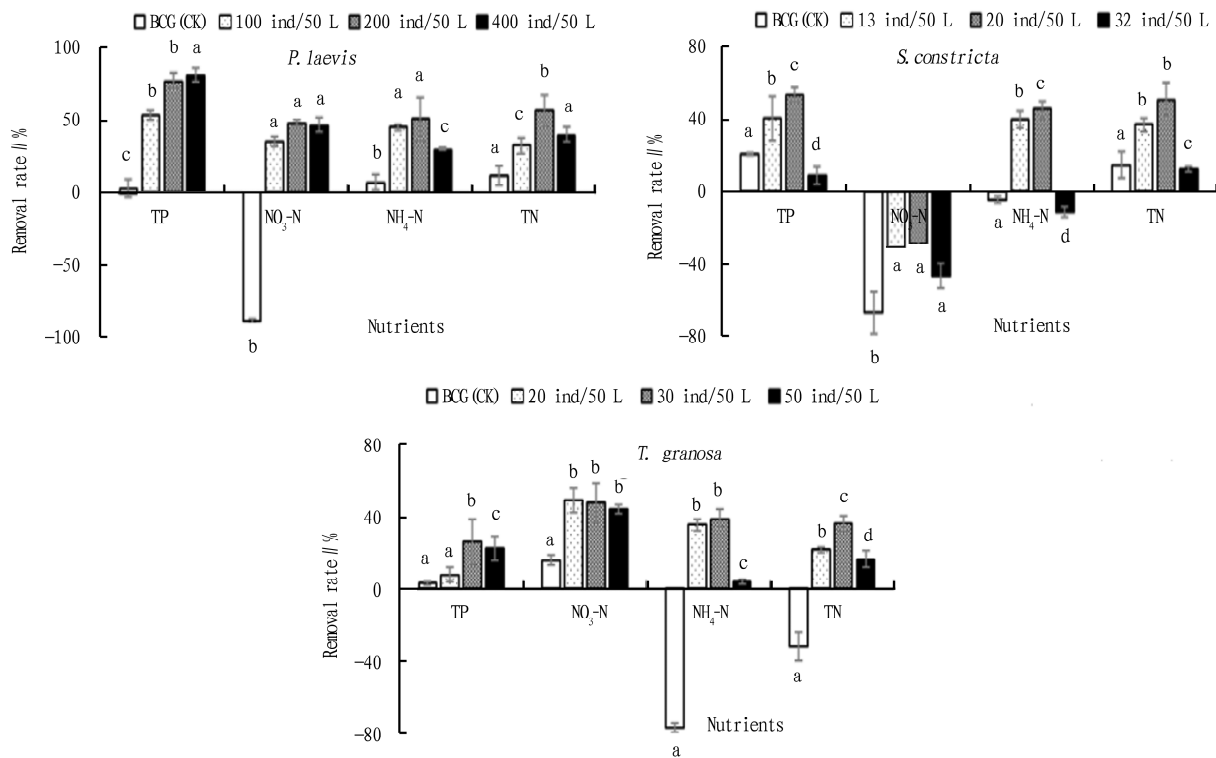 BCG(CK) 100 ind/50 L 200 ind/50 L 400 ind/50 L
P. laevis
Removal rate∥%
100
50
0
−50
−100
c b b a
b a a a
b a a c
a c b a
TP NO3-N NH4-N TN
Nutrients
BCG(CK) 13 ind/50 L 20 ind/50 L 32 ind/50 L
S. constricta
Removal rate∥%
80
40
0
−40
−80
a b c d
b a a a
a b c d
a b b c
TP NO3-N NH4-N TN
Nutrients
BCG(CK) 20 ind/50 L 30 ind/50 L 50 ind/50 L
T. granosa
Removal rate∥%
80
40
0
−40
−80
a a b c
a b b b
a b b c
a b c d
TP NO3-N NH4-N TN
Nutrients